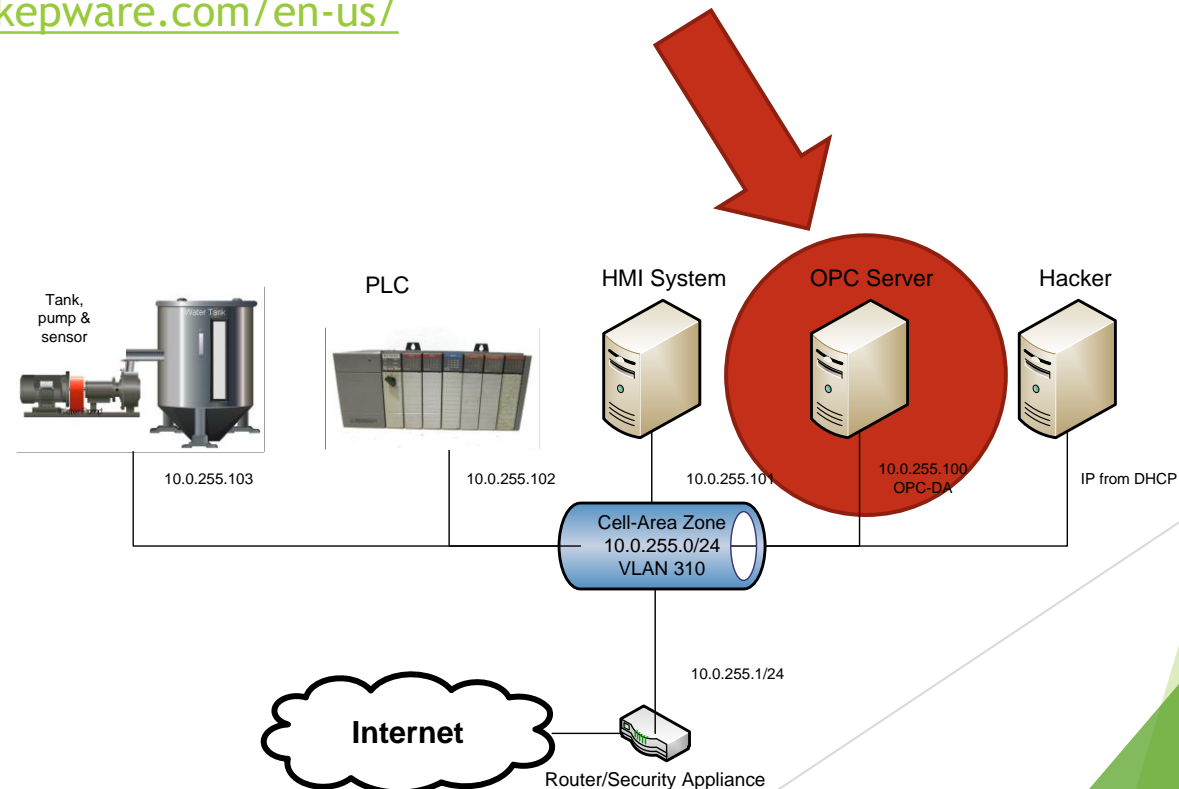 kepware.com/en-us/
HMI System
OPC Server
Hacker
PLC
Tank,
pump &
sensor
Water Tank
10.0.255.103
10.0.255.102
10.0.255.101
10.0.255.100
OPC-DA
IP from DHCP
Cell-Area Zone
10.0.255.0/24
VLAN 310
10.0.255.1/24
Internet
Router/Security Appliance